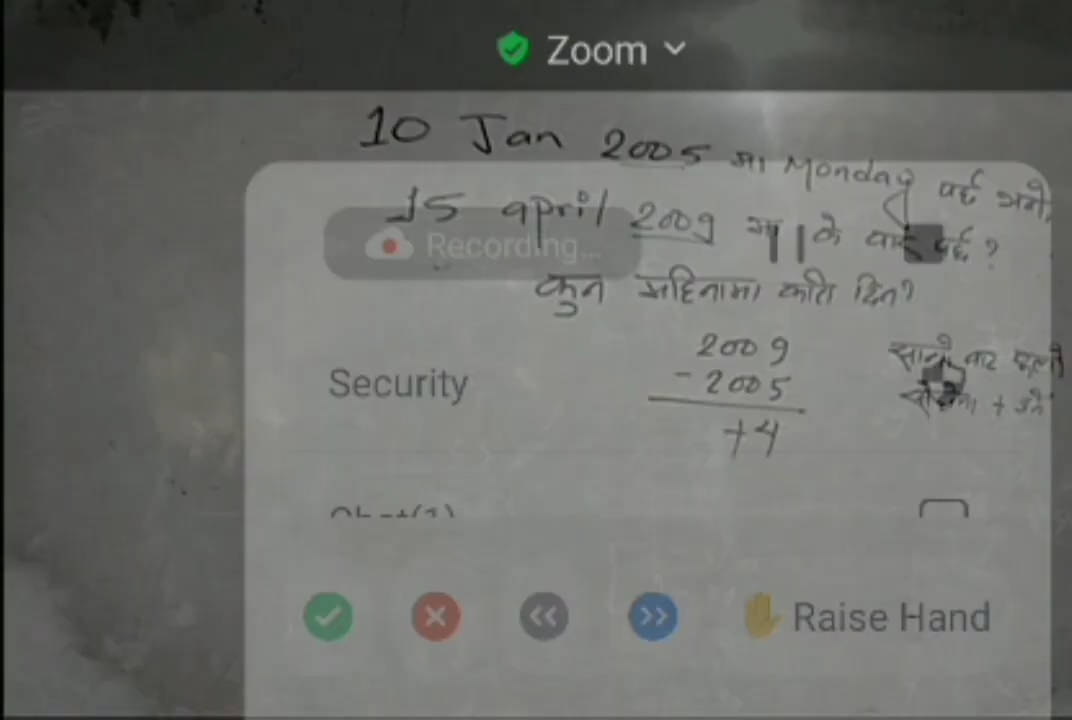 Zoom
10 Jan 2005 मा Monday पर्छ भने,
15 april 2009 मा के वार पर्छ?
Recording...
कुन महिनामा कति दिन?
2009
- 2005
+4
Security
Raise Hand